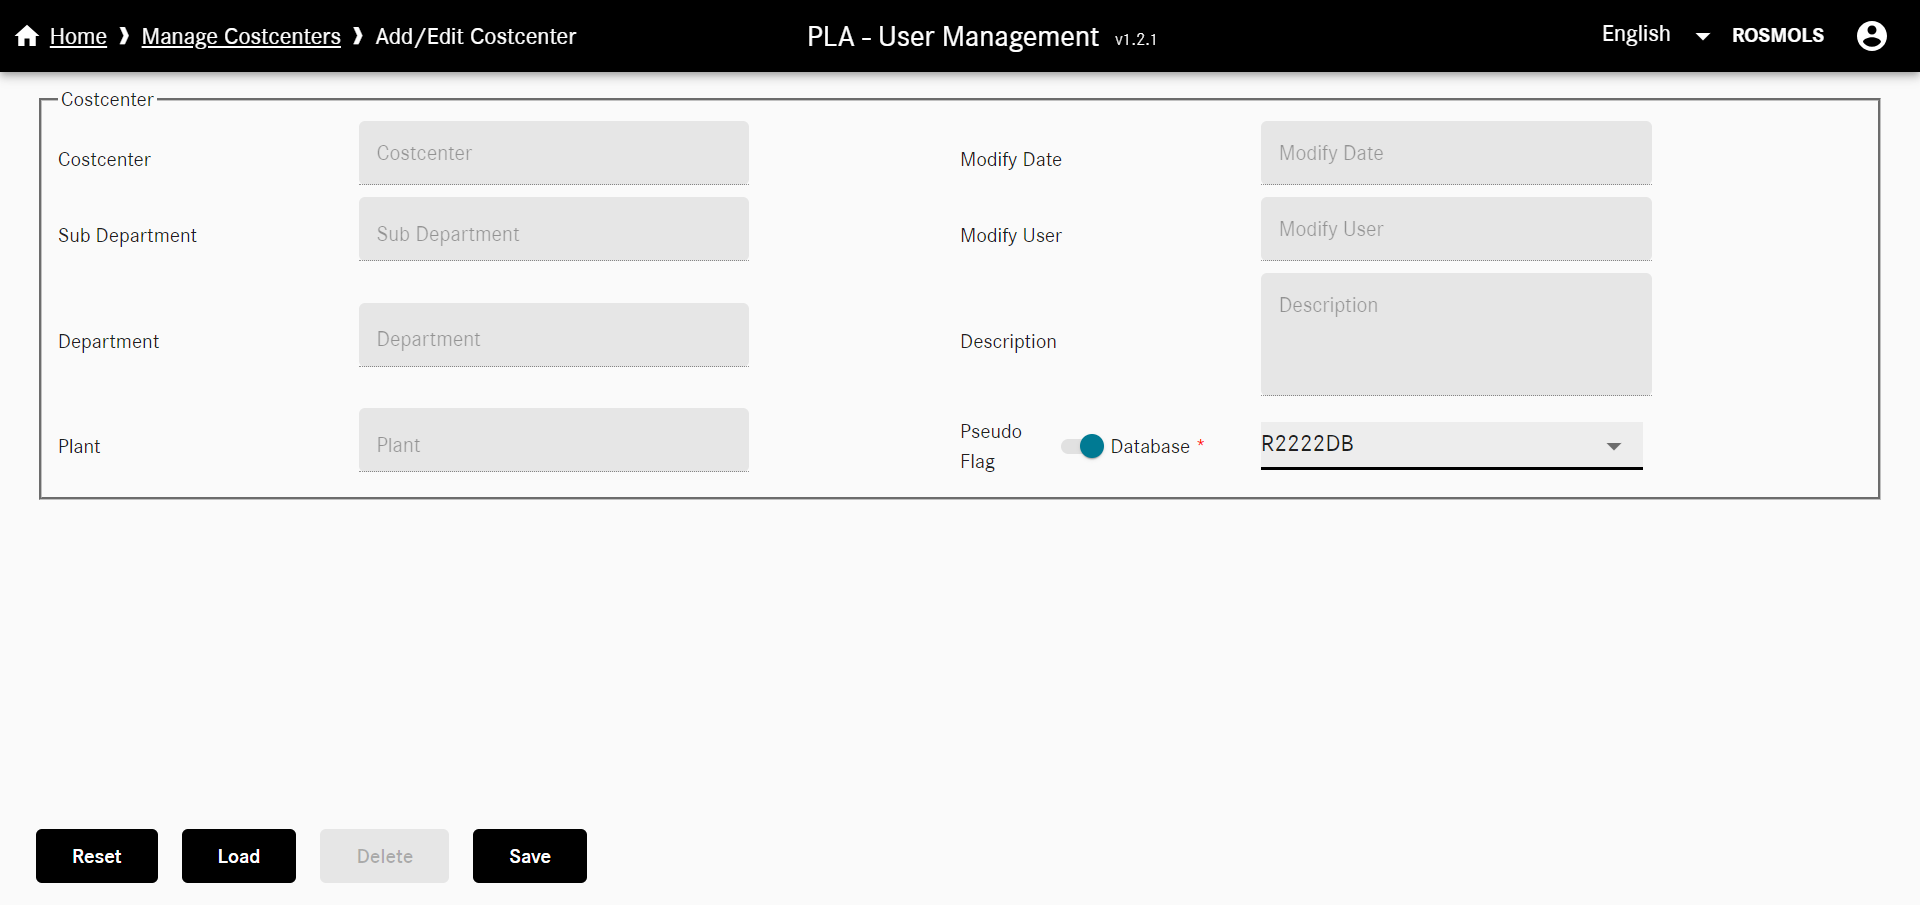 Home ❱ Manage Costcenters ❱ Add/Edit Costcenter
PLA - User Management v1.2.1
English
ROSMOLS
Costcenter
Costcenter
Costcenter
Modify Date
Modify Date
Sub Department
Sub Department
Modify User
Modify User
Department
Department
Description
Description
Plant
Plant
Pseudo
Flag
Database *
R2222DB
Reset
Load
Delete
Save